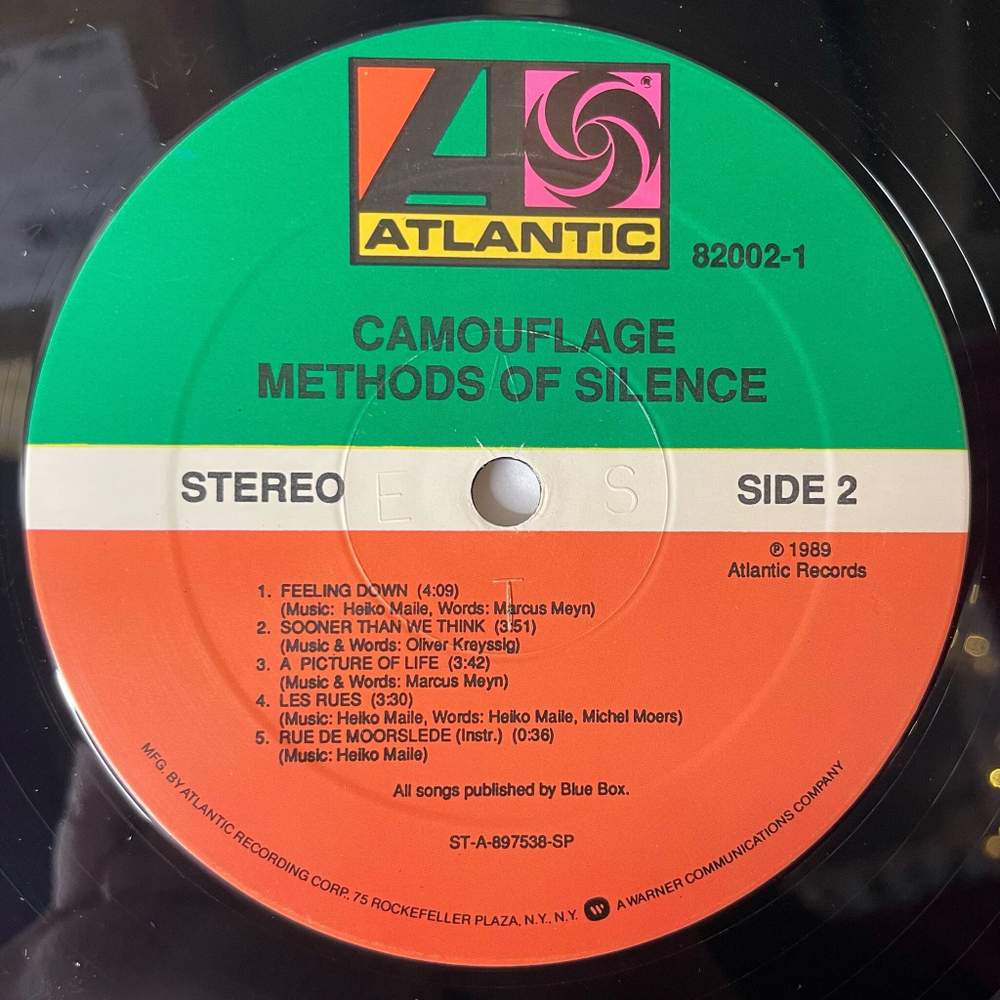 ®
ATLANTIC
82002-1
CAMOUFLAGE
METHODS OF SILENCE
STEREO
SIDE 2
℗ 1989
Atlantic Records
1. FEELING DOWN (4:09)
(Music: Heiko Maile, Words: Marcus Meyn)
2. SOONER THAN WE THINK (3:51)
(Music & Words: Oliver Kreyssig)
3. A PICTURE OF LIFE (3:42)
(Music & Words: Marcus Meyn)
4. LES RUES (3:30)
(Music: Heiko Maile, Words: Heiko Maile, Michel Moers)
5. RUE DE MOORSLEDE (Instr.) (0:36)
(Music: Heiko Maile)
All songs published by Blue Box.
ST-A-897538-SP
MFG. BY ATLANTIC RECORDING CORP., 75 ROCKEFELLER PLAZA, N.Y., N.Y. A WARNER COMMUNICATIONS COMPANY
E S
T